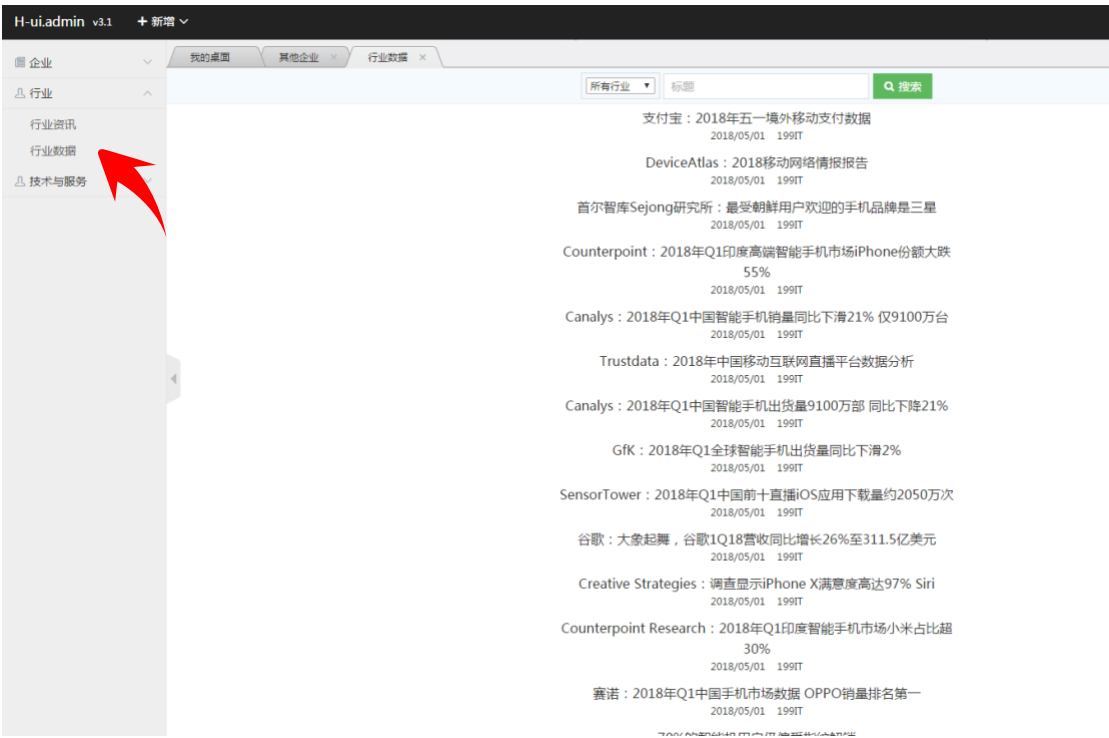 H-ui.admin v3.1 + 新增
企业
行业
行业资讯
行业数据
技术与服务
我的桌面 其他企业 × 行业数据 ×
所有行业 标题 搜索
支付宝：2018年五一境外移动支付数据
2018/05/01 199IT
DeviceAtlas：2018移动网络情报报告
2018/05/01 199IT
首尔智库Sejong研究所：最受朝鲜用户欢迎的手机品牌是三星
2018/05/01 199IT
Counterpoint：2018年Q1印度高端智能手机市场iPhone份额大跌
55%
2018/05/01 199IT
Canalys：2018年Q1中国智能手机销量同比下滑21% 仅9100万台
2018/05/01 199IT
Trustdata：2018年中国移动互联网直播平台数据分析
2018/05/01 199IT
Canalys：2018年Q1中国智能手机出货量9100万部 同比下降21%
2018/05/01 199IT
GfK：2018年Q1全球智能手机出货量同比下滑2%
2018/05/01 199IT
SensorTower：2018年Q1中国前十直播iOS应用下载量约2050万次
2018/05/01 199IT
谷歌：大象起舞，谷歌1Q18营收同比增长26%至311.5亿美元
2018/05/01 199IT
Creative Strategies：调查显示iPhone X满意度高达97% Siri
2018/05/01 199IT
Counterpoint Research：2018年Q1印度智能手机市场小米占比超
30%
2018/05/01 199IT
赛诺：2018年Q1中国手机市场数据 OPPO销量排名第一
2018/05/01 199IT